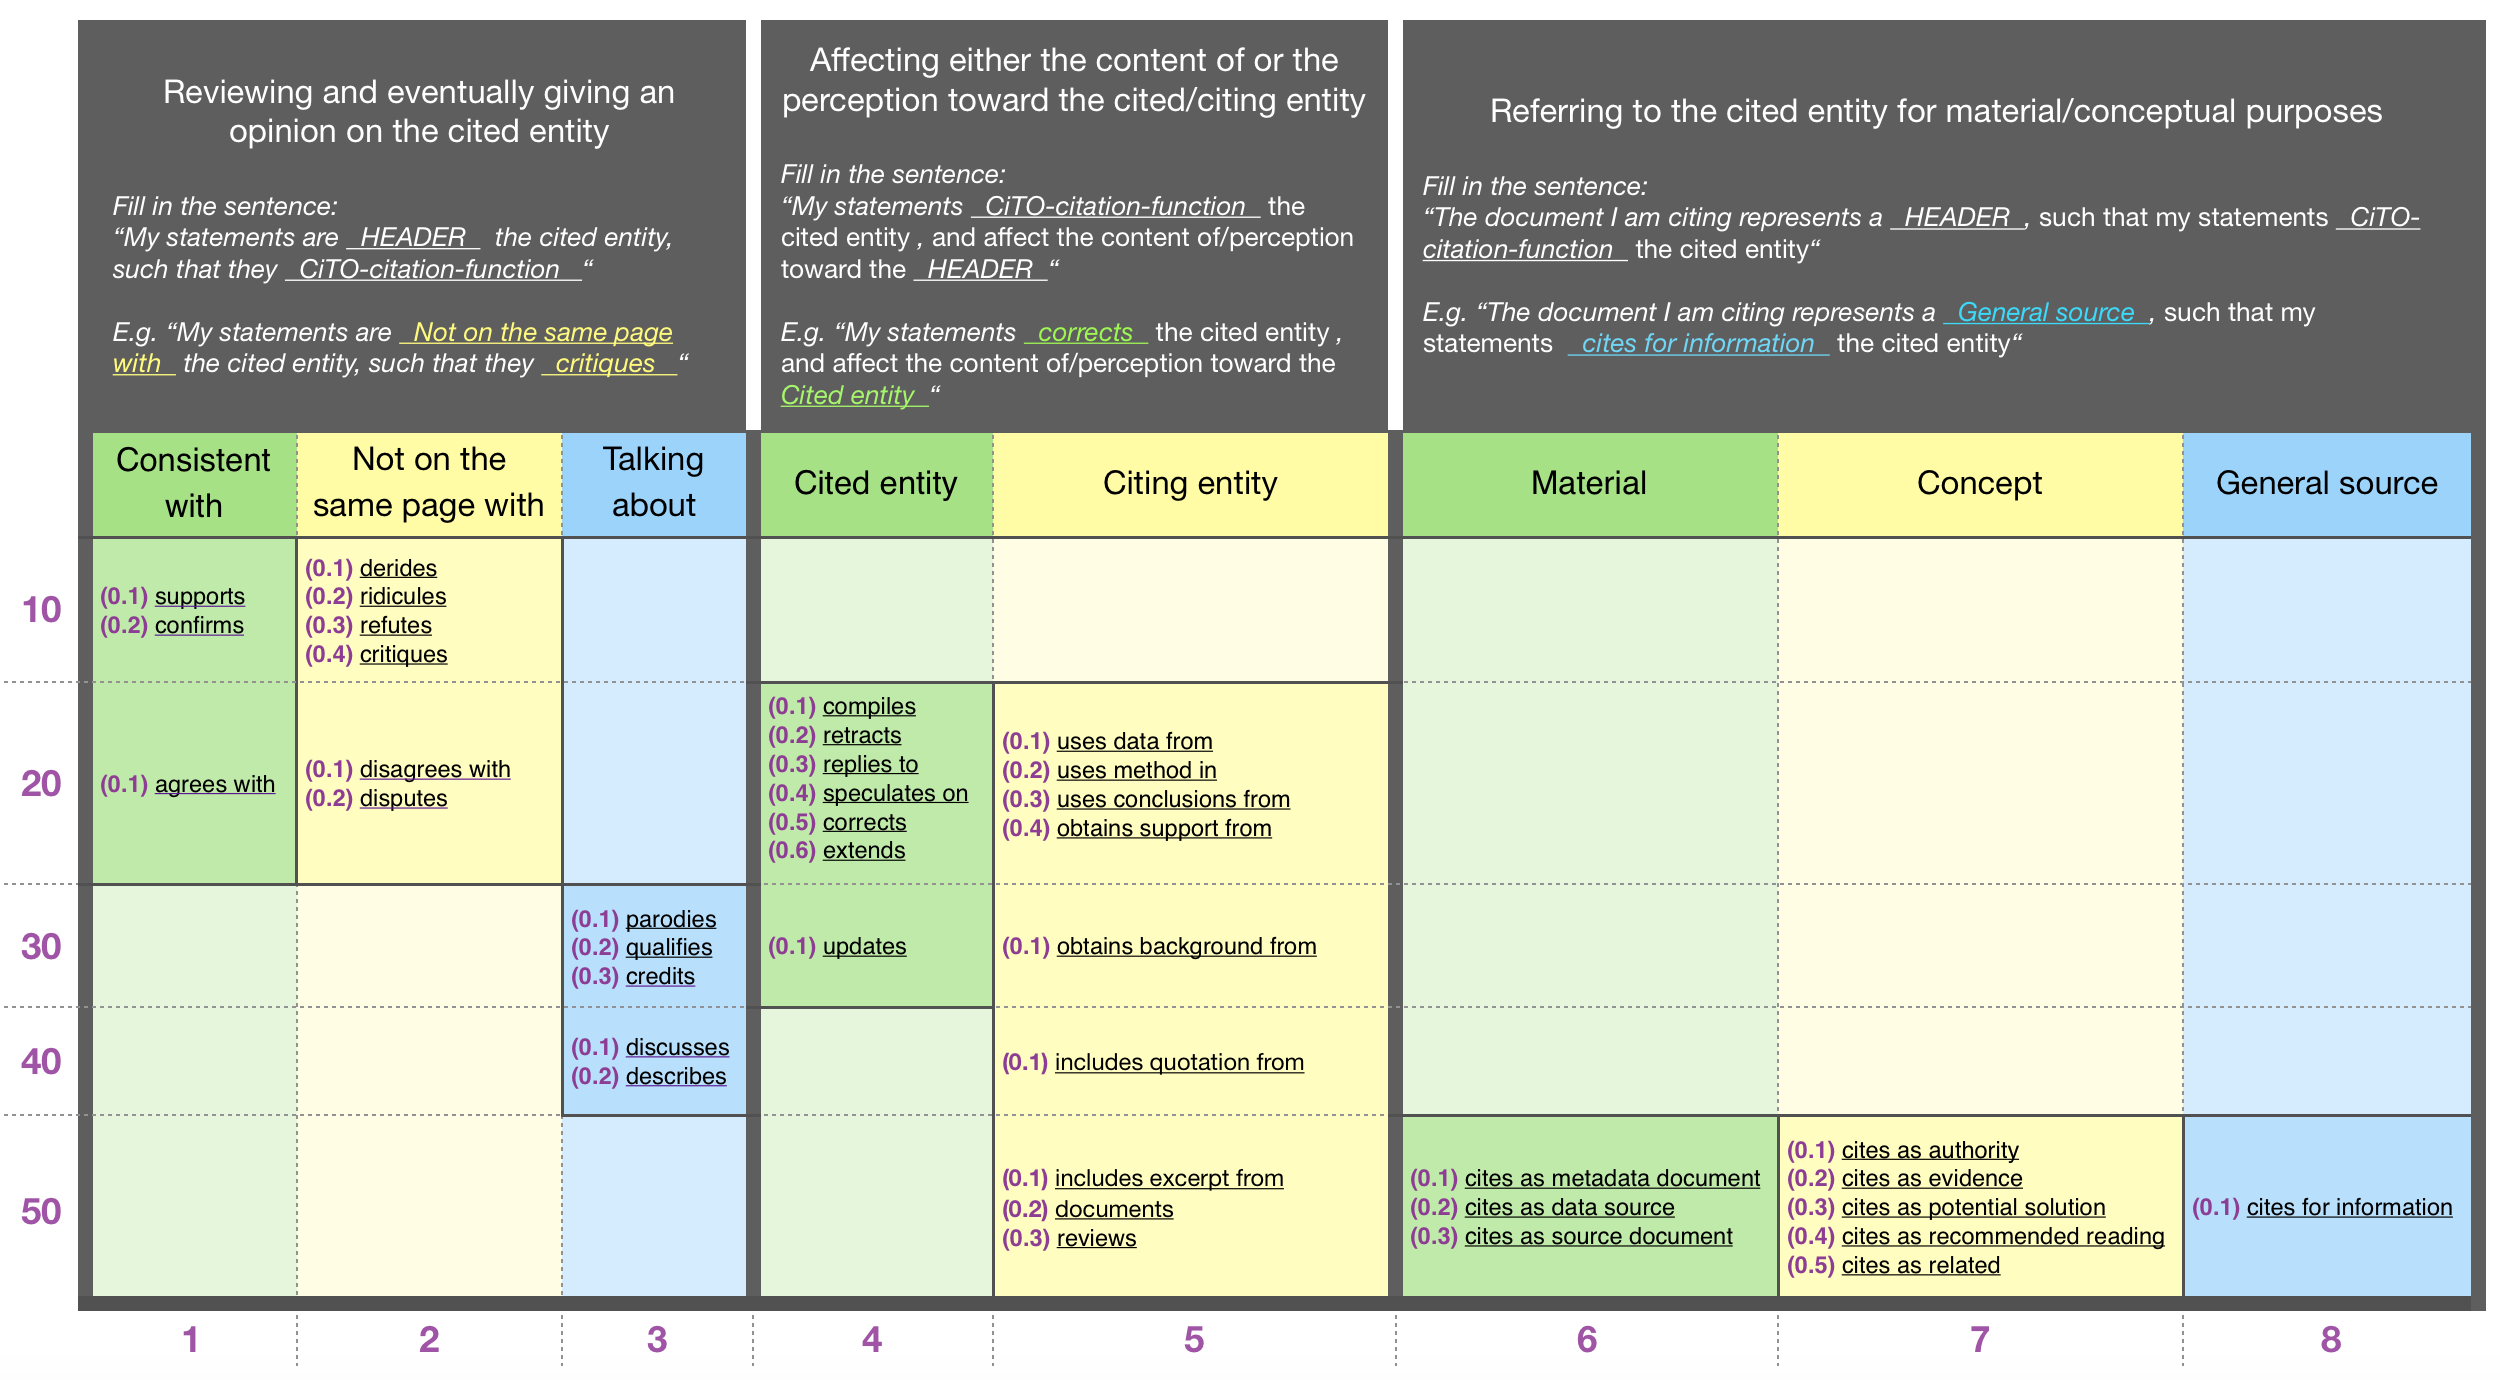 Reviewing and eventually giving an
opinion on the cited entity
Fill in the sentence:
“My statements are HEADER the cited entity,
such that they CiTO-citation-function “
E.g. “My statements are Not on the same page
with the cited entity, such that they critiques “
Affecting either the content of or the
perception toward the cited/citing entity
Fill in the sentence:
“My statements CiTO-citation-function the
cited entity , and affect the content of/perception
toward the HEADER “
E.g. “My statements corrects the cited entity ,
and affect the content of/perception toward the
Cited entity “
Referring to the cited entity for material/conceptual purposes
Fill in the sentence:
“The document I am citing represents a HEADER , such that my statements CiTO-
citation-function the cited entity“
E.g. “The document I am citing represents a General source , such that my
statements cites for information the cited entity“
Consistent
with
Not on the
same page with
Talking
about
Cited entity
Citing entity
Material
Concept
General source
10
(0.1) supports
(0.2) confirms
(0.1) derides
(0.2) ridicules
(0.3) refutes
(0.4) critiques
20
(0.1) agrees with
(0.1) disagrees with
(0.2) disputes
(0.1) compiles
(0.2) retracts
(0.3) replies to
(0.4) speculates on
(0.5) corrects
(0.6) extends
(0.1) uses data from
(0.2) uses method in
(0.3) uses conclusions from
(0.4) obtains support from
30
(0.1) parodies
(0.2) qualifies
(0.3) credits
(0.1) updates
(0.1) obtains background from
40
(0.1) discusses
(0.2) describes
(0.1) includes quotation from
50
(0.1) includes excerpt from
(0.2) documents
(0.3) reviews
(0.1) cites as metadata document
(0.2) cites as data source
(0.3) cites as source document
(0.1) cites as authority
(0.2) cites as evidence
(0.3) cites as potential solution
(0.4) cites as recommended reading
(0.5) cites as related
(0.1) cites for information
1 2 3 4 5 6 7 8